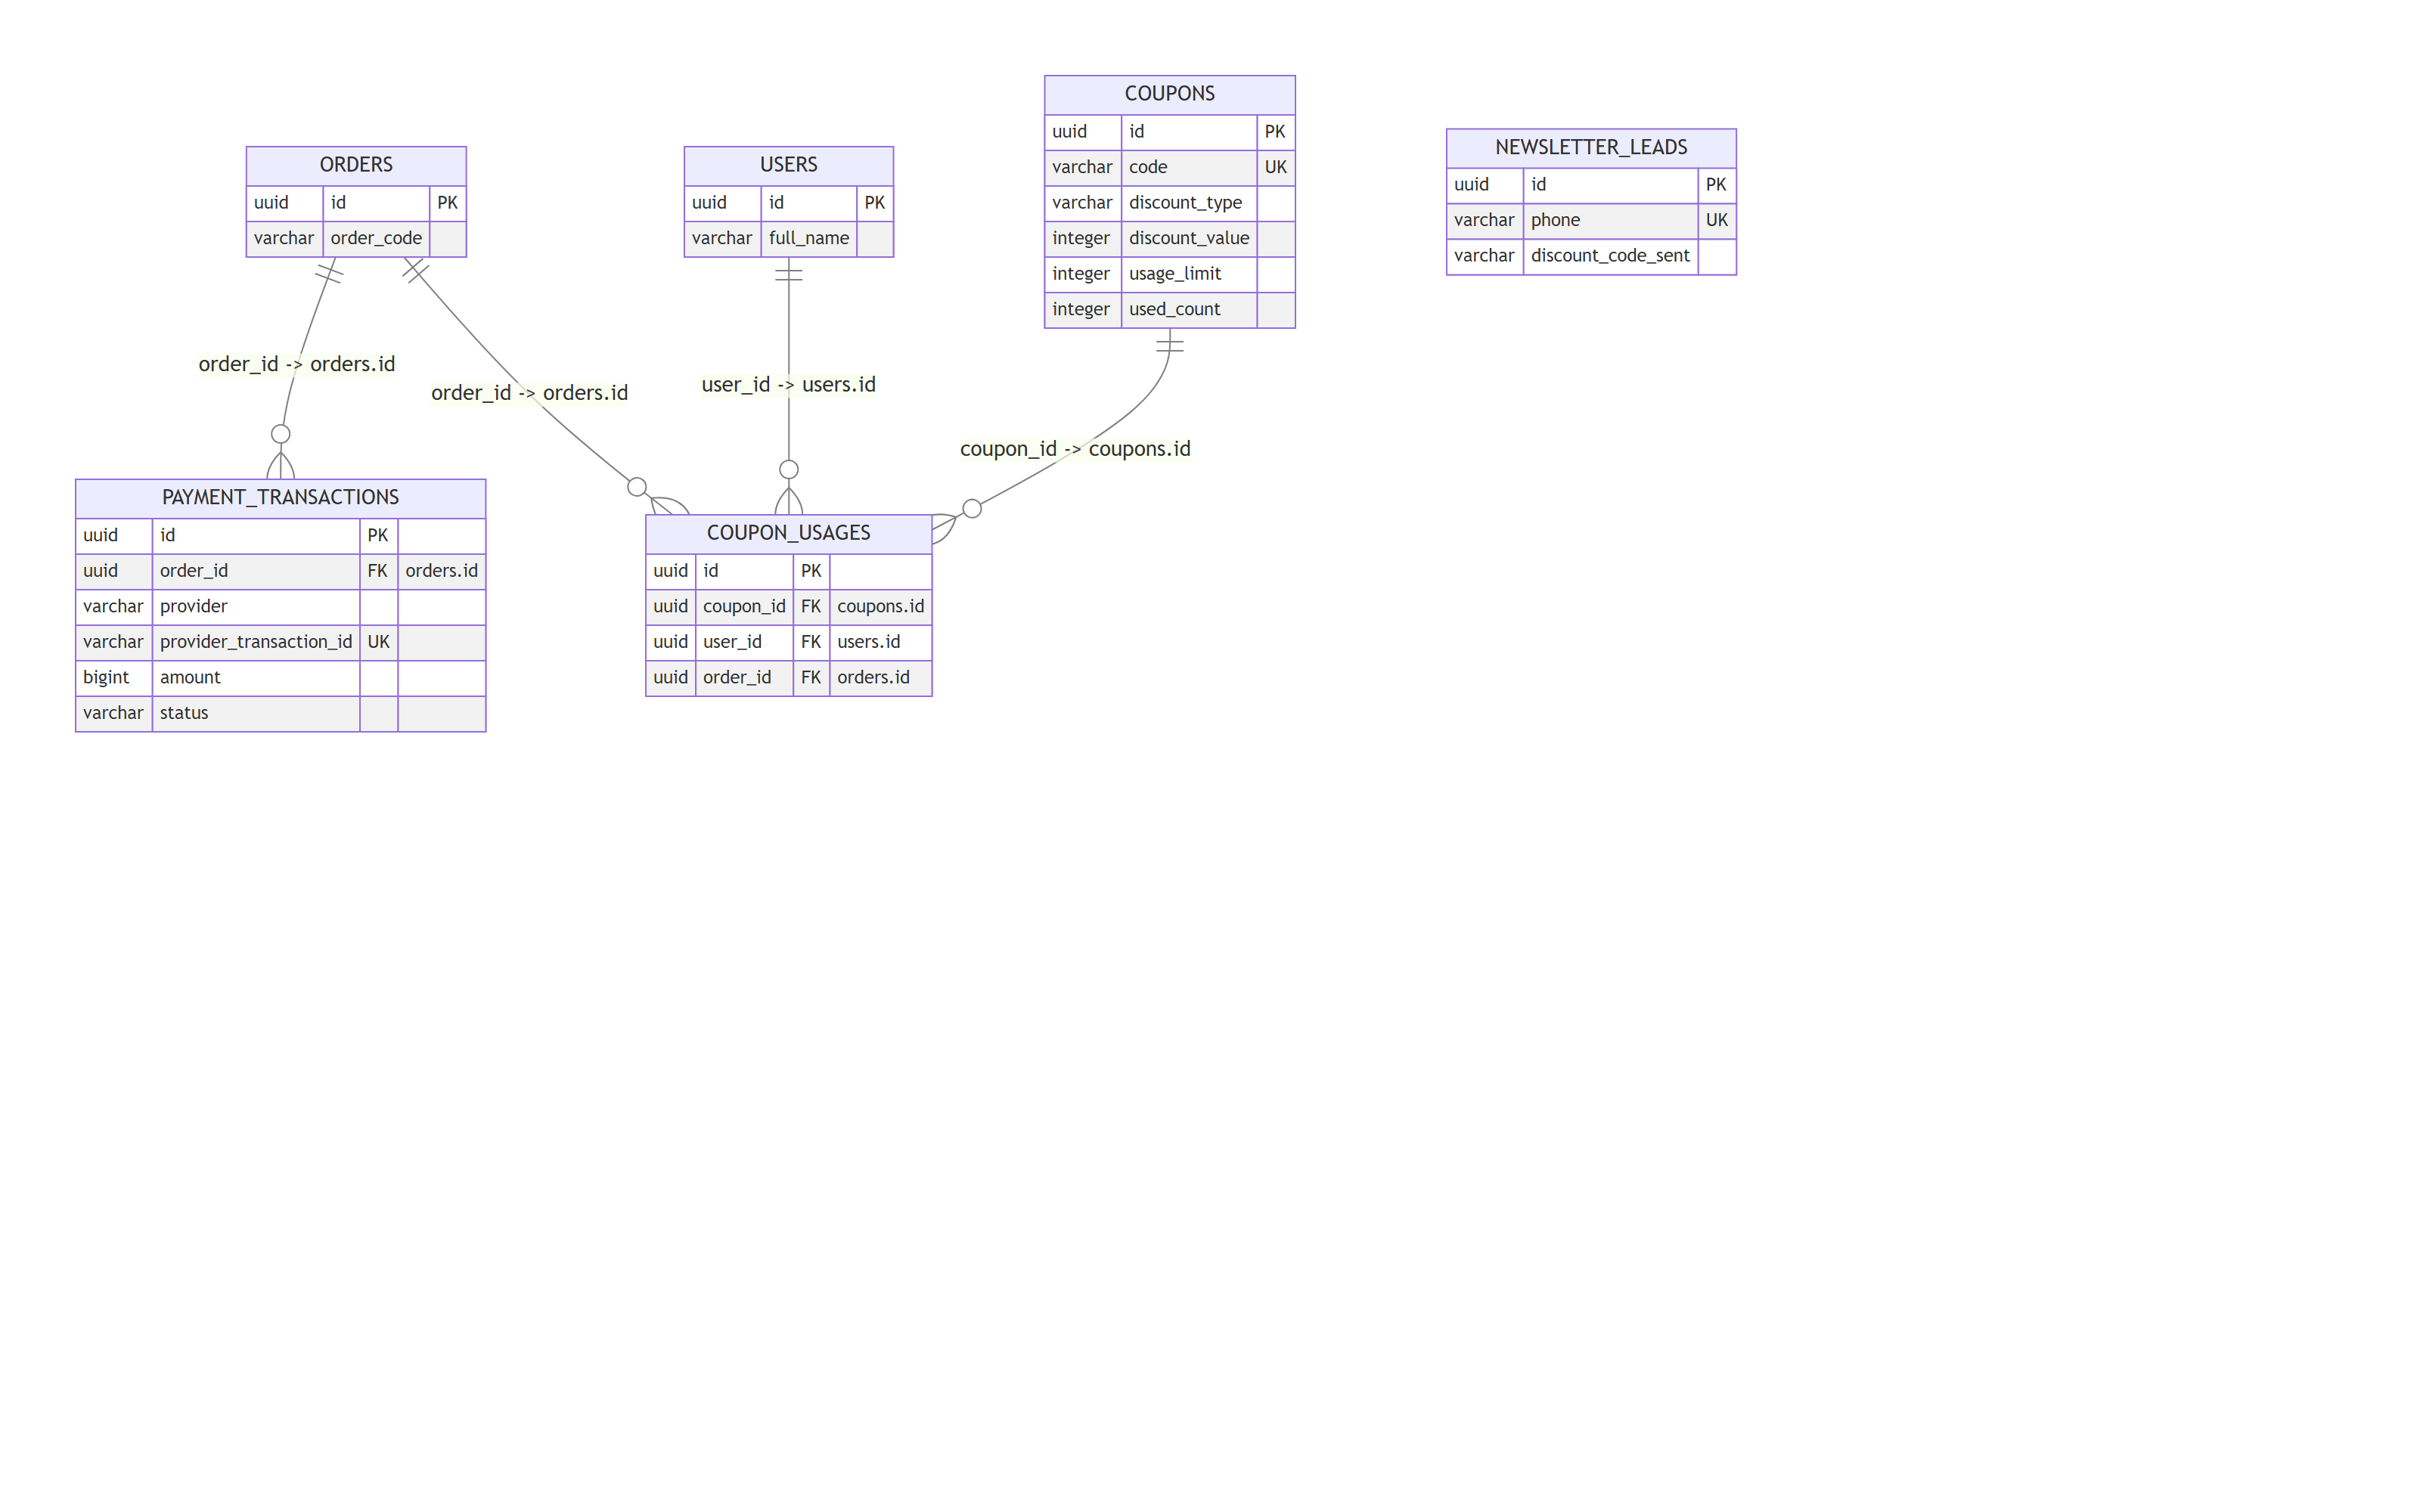 ORDERS
uuid id PK
varchar order_code
USERS
uuid id PK
varchar full_name
COUPONS
uuid id PK
varchar code UK
varchar discount_type
integer discount_value
integer usage_limit
integer used_count
NEWSLETTER_LEADS
uuid id PK
varchar phone UK
varchar discount_code_sent
order_id -> orders.id
order_id -> orders.id
user_id -> users.id
coupon_id -> coupons.id
PAYMENT_TRANSACTIONS
uuid id PK
uuid order_id FK orders.id
varchar provider
varchar provider_transaction_id UK
bigint amount
varchar status
COUPON_USAGES
uuid id PK
uuid coupon_id FK coupons.id
uuid user_id FK users.id
uuid order_id FK orders.id